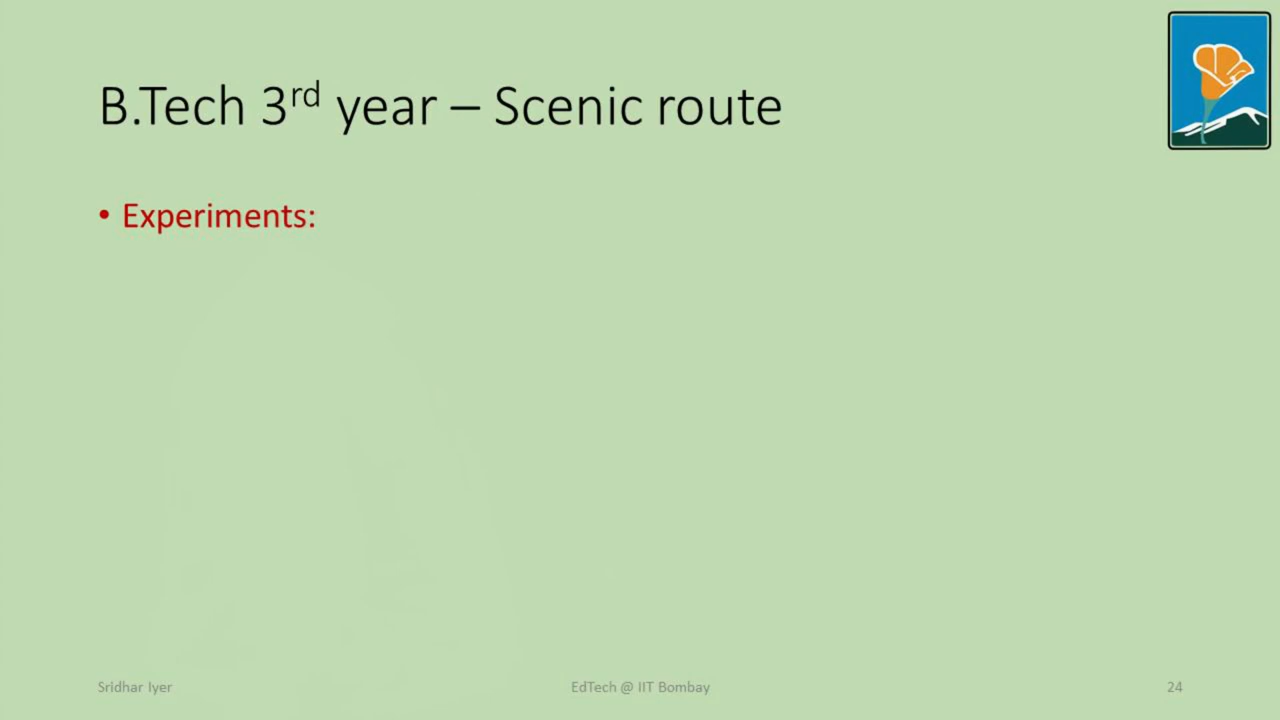 B.Tech 3rd year – Scenic route
• Experiments:
Sridhar Iyer
EdTech @ IIT Bombay
24